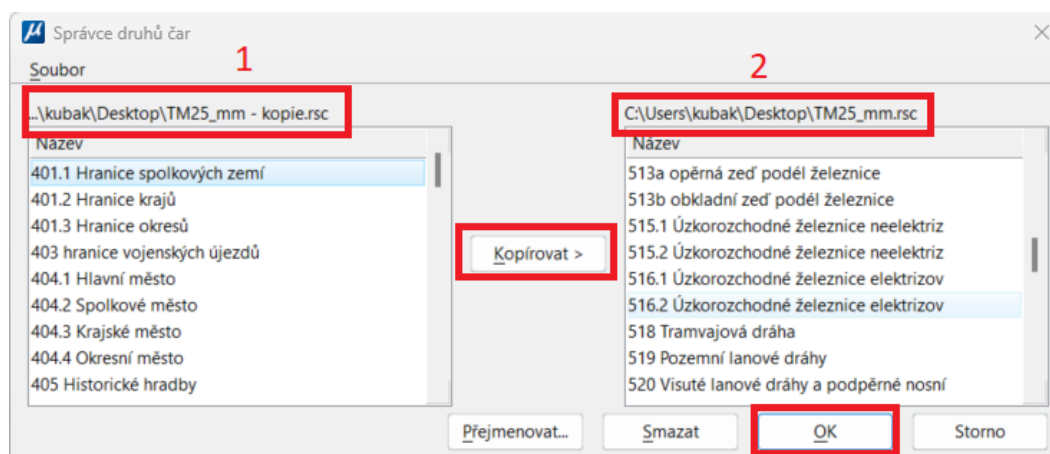 Správce druhů čar
Soubor
1
2
...\kubak\Desktop\TM25_mm - kopie.rsc
C:\Users\kubak\Desktop\TM25_mm.rsc
Název
401.1 Hranice spolkových zemí
401.2 Hranice krajů
401.3 Hranice okresů
403 hranice vojenských újezdů
404.1 Hlavní město
404.2 Spolkové město
404.3 Krajské město
404.4 Okresní město
405 Historické hradby
Kopírovat >
Název
513a opěrná zeď podél železnice
513b obkladní zeď podél železnice
515.1 Úzkorozchodné železnice neelektriz
515.2 Úzkorozchodné železnice neelektriz
516.1 Úzkorozchodné železnice elektrizov
516.2 Úzkorozchodné železnice elektrizov
518 Tramvajová dráha
519 Pozemní lanové dráhy
520 Visuté lanové dráhy a podpěrné nosní
Přejmenovat...
Smazat
OK
Storno